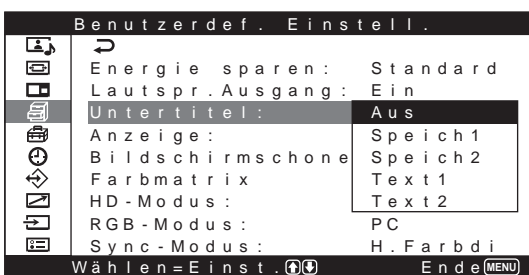 Benutzerdef. Einstell.
Energie sparen: Standard
Lautspr.Ausgang: Ein
Untertitel: Aus
Anzeige: Speich1
Bildschirmschone Speich2
Farbmatrix Text1
HD-Modus: Text2
RGB-Modus: PC
Sync-Modus: H.Farbdi
Wählen=Einst. Ende MENU